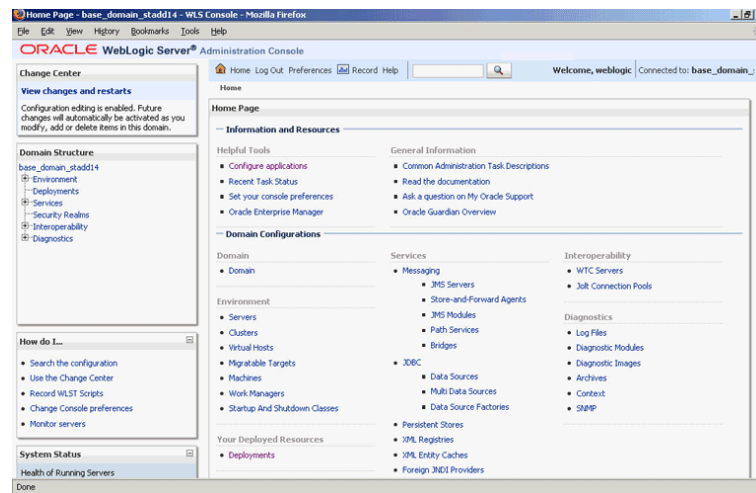 Home Page - base_domain_stadd14 - WLS Console - Mozilla Firefox
File Edit View History Bookmarks Tools Help
ORACLE WebLogic Server® Administration Console
Change Center
View changes and restarts
Configuration editing is enabled. Future
changes will automatically be activated as you
modify, add or delete items in this domain.
Domain Structure
base_domain_stadd14
Environment
Deployments
Services
Security Realms
Interoperability
Diagnostics
How do I...
Search the configuration
Use the Change Center
Record WLST Scripts
Change Console preferences
Monitor servers
System Status
Health of Running Servers
Home Log Out Preferences Record Help
Welcome, weblogic Connected to: base_domain_
Home
Home Page
Information and Resources
Helpful Tools
Configure applications
Recent Task Status
Set your console preferences
Oracle Enterprise Manager
General Information
Common Administration Task Descriptions
Read the documentation
Ask a question on My Oracle Support
Oracle Guardian Overview
Domain Configurations
Domain
Domain
Environment
Servers
Clusters
Virtual Hosts
Migratable Targets
Machines
Work Managers
Startup And Shutdown Classes
Your Deployed Resources
Deployments
Services
Messaging
JMS Servers
Store-and-Forward Agents
JMS Modules
Path Services
Bridges
JDBC
Data Sources
Multi Data Sources
Data Source Factories
Persistent Stores
XML Registries
XML Entity Caches
Foreign JNDI Providers
Interoperability
WTC Servers
Jolt Connection Pools
Diagnostics
Log Files
Diagnostic Modules
Diagnostic Images
Archives
Context
SNMP
Done